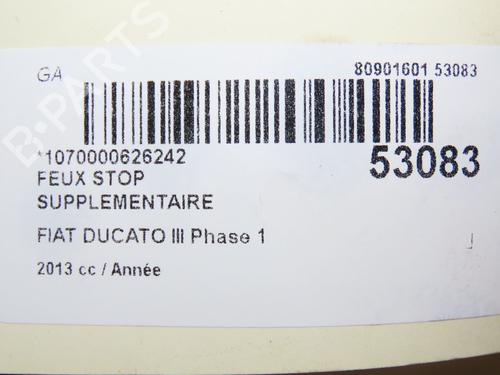 GA 80901601 53083
*1070000626242 53083
FEUX STOP
SUPPLEMENTAIRE
FIAT DUCATO III Phase 1
2013 cc / Année
B-PARTS